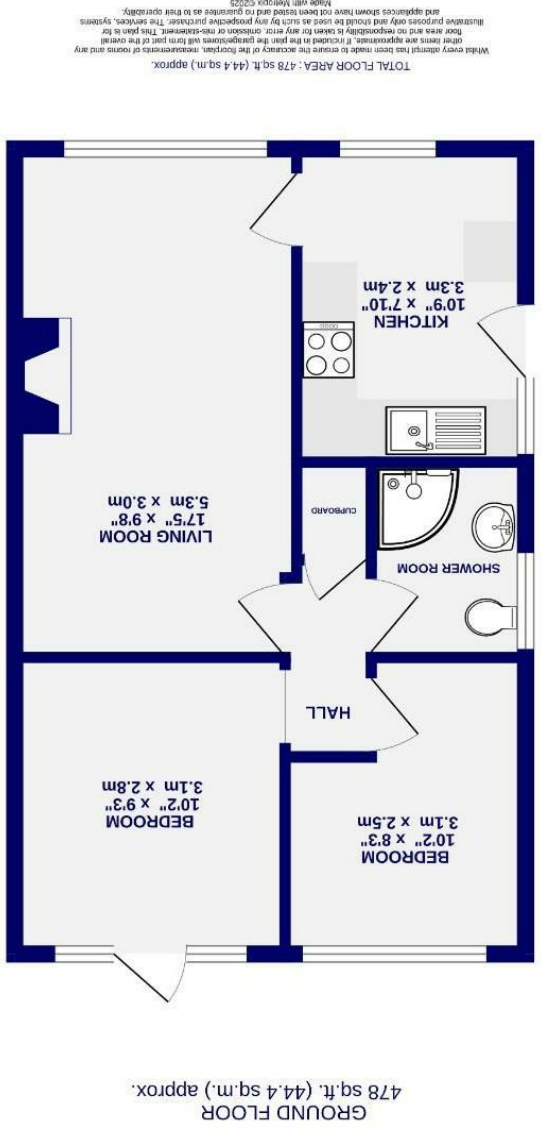 GROUND FLOOR
478 sq.ft. (44.4 sq.m.) approx.
BEDROOM
10'2" x 8'3"
3.1m x 2.5m
BEDROOM
10'2" x 9'3"
3.1m x 2.8m
HALL
SHOWER ROOM
CUPBOARD
LIVING ROOM
17'5" x 9'8"
5.3m x 3.0m
KITCHEN
10'9" x 7'10"
3.3m x 2.4m
TOTAL FLOOR AREA : 478 sq.ft. (44.4 sq.m.) approx.
Whilst every attempt has been made to ensure the accuracy of the floorplan, measurements of rooms and any
other items are approximate. If included in the plan the garage/stores will form part of the overall
floor area and no responsibility is taken for any error, omission or mis-statement. This plan is for
illustrative purposes only and should be used as such by any prospective purchaser. The services, systems
and appliances shown have not been tested and no guarantee as to their operability.
Made with Metropix ©2025